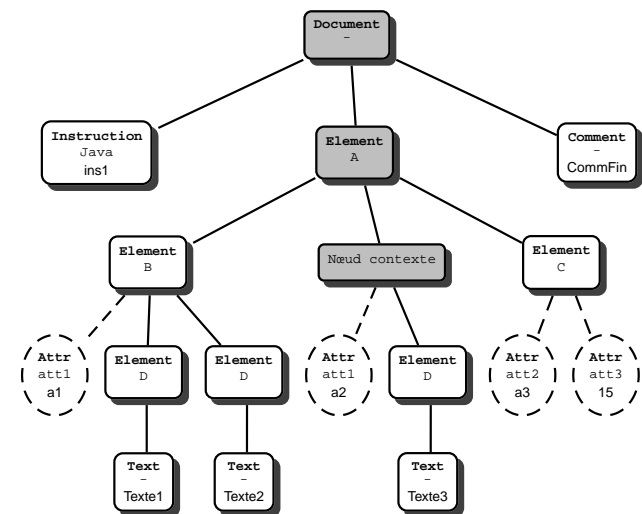 Document
-
Instruction
Java
ins1
Element
A
Comment
-
CommFin
Element
B
Nœud contexte
Element
C
Attr
att1
a1
Element
D
Element
D
Attr
att1
a2
Element
D
Attr
att2
a3
Attr
att3
15
Text
-
Texte1
Text
-
Texte2
Text
-
Texte3